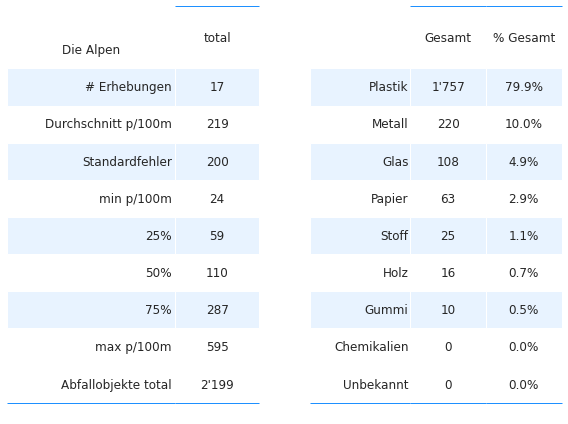 Die Alpen total
# Erhebungen 17
Durchschnitt p/100m 219
Standardfehler 200
min p/100m 24
25% 59
50% 110
75% 287
max p/100m 595
Abfallobjekte total 2'199
Gesamt % Gesamt
Plastik 1'757 79.9%
Metall 220 10.0%
Glas 108 4.9%
Papier 63 2.9%
Stoff 25 1.1%
Holz 16 0.7%
Gummi 10 0.5%
Chemikalien 0 0.0%
Unbekannt 0 0.0%